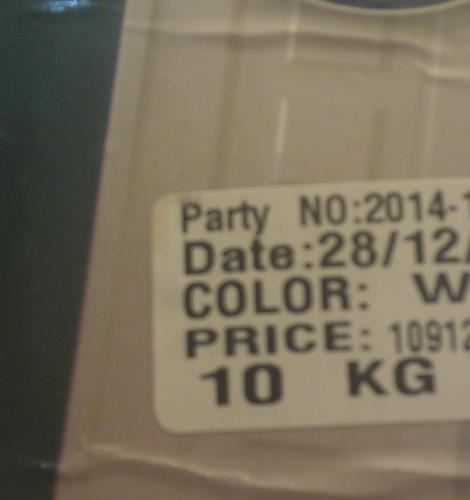 Party NO:2014-1
Date:28/12/
COLOR: W
PRICE: 10912
10 KG